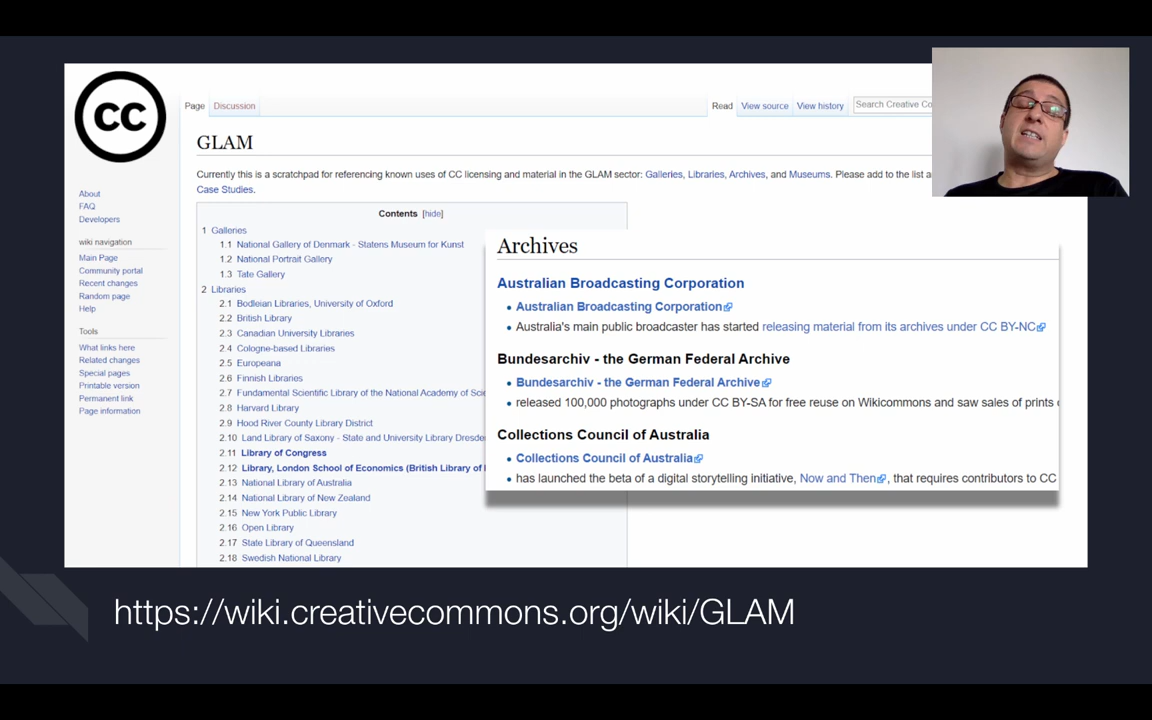 CC
Page Discussion Read View source View history Search Creative Co
GLAM
Currently this is a scratchpad for referencing known uses of CC licensing and material in the GLAM sector: Galleries, Libraries, Archives, and Museums. Please add to the list a
Case Studies.
About
FAQ
Developers
wiki navigation
Main Page
Community portal
Recent changes
Random page
Help
Tools
What links here
Related changes
Special pages
Printable version
Permanent link
Page information
Contents [hide]
1 Galleries
1.1 National Gallery of Denmark - Statens Museum for Kunst
1.2 National Portrait Gallery
1.3 Tate Gallery
2 Libraries
2.1 Bodleian Libraries, University of Oxford
2.2 British Library
2.3 Canadian University Libraries
2.4 Cologne-based Libraries
2.5 Europeana
2.6 Finnish Libraries
2.7 Fundamental Scientific Library of the National Academy of Scie
2.8 Harvard Library
2.9 Hood River County Library District
2.10 Land Library of Saxony - State and University Library Dresde
2.11 Library of Congress
2.12 Library, London School of Economics (British Library of
2.13 National Library of Australia
2.14 National Library of New Zealand
2.15 New York Public Library
2.16 Open Library
2.17 State Library of Queensland
2.18 Swedish National Library
Archives
Australian Broadcasting Corporation
• Australian Broadcasting Corporation
• Australia's main public broadcaster has started releasing material from its archives under CC BY-NC
Bundesarchiv - the German Federal Archive
• Bundesarchiv - the German Federal Archive
• released 100,000 photographs under CC BY-SA for free reuse on Wikicommons and saw sales of prints
Collections Council of Australia
• Collections Council of Australia
• has launched the beta of a digital storytelling initiative, Now and Then, that requires contributors to CC
https://wiki.creativecommons.org/wiki/GLAM